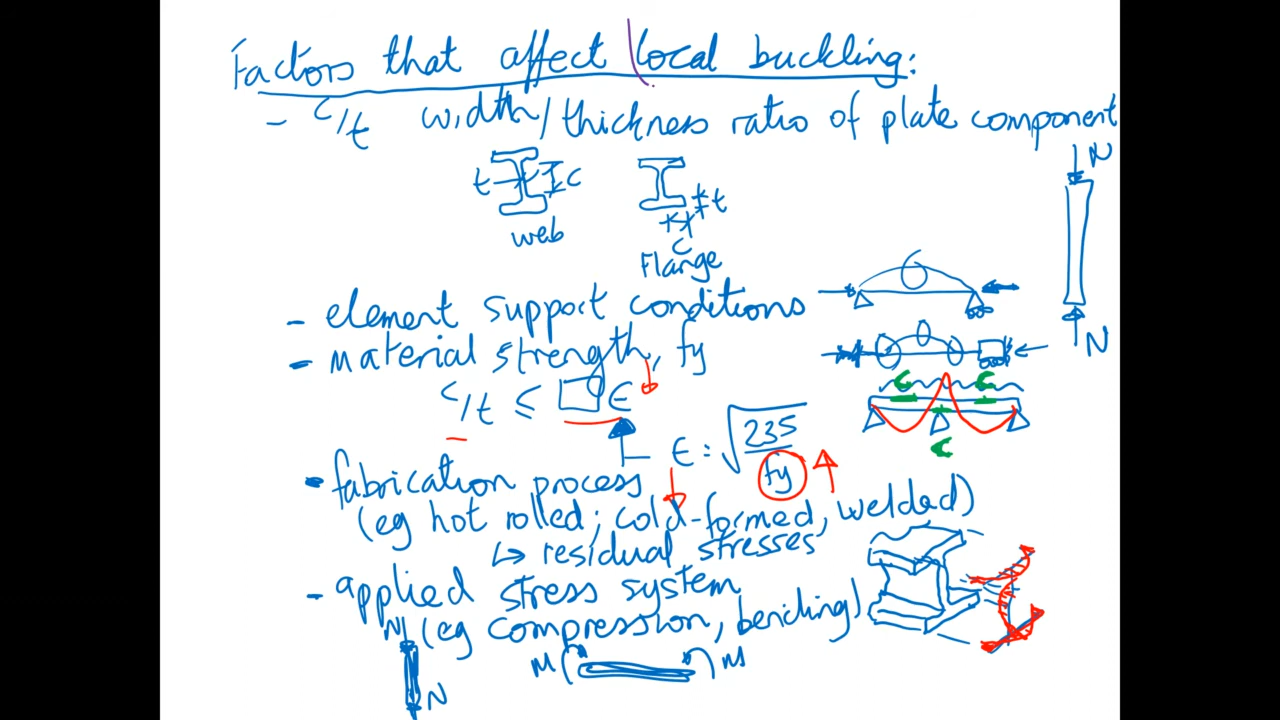 Factors that affect local buckling:
- c/t width/thickness ratio of plate component
t c
web
t
c
Flange
N
N
- element support conditions
- material strength, fy
c/t ≤ □ ϵ
ϵ = √235/fy
- fabrication process
(eg hot rolled; cold-formed, welded)
↳ residual stresses
- applied stress system
(eg compression, bending)
N
N
M M
C C
C